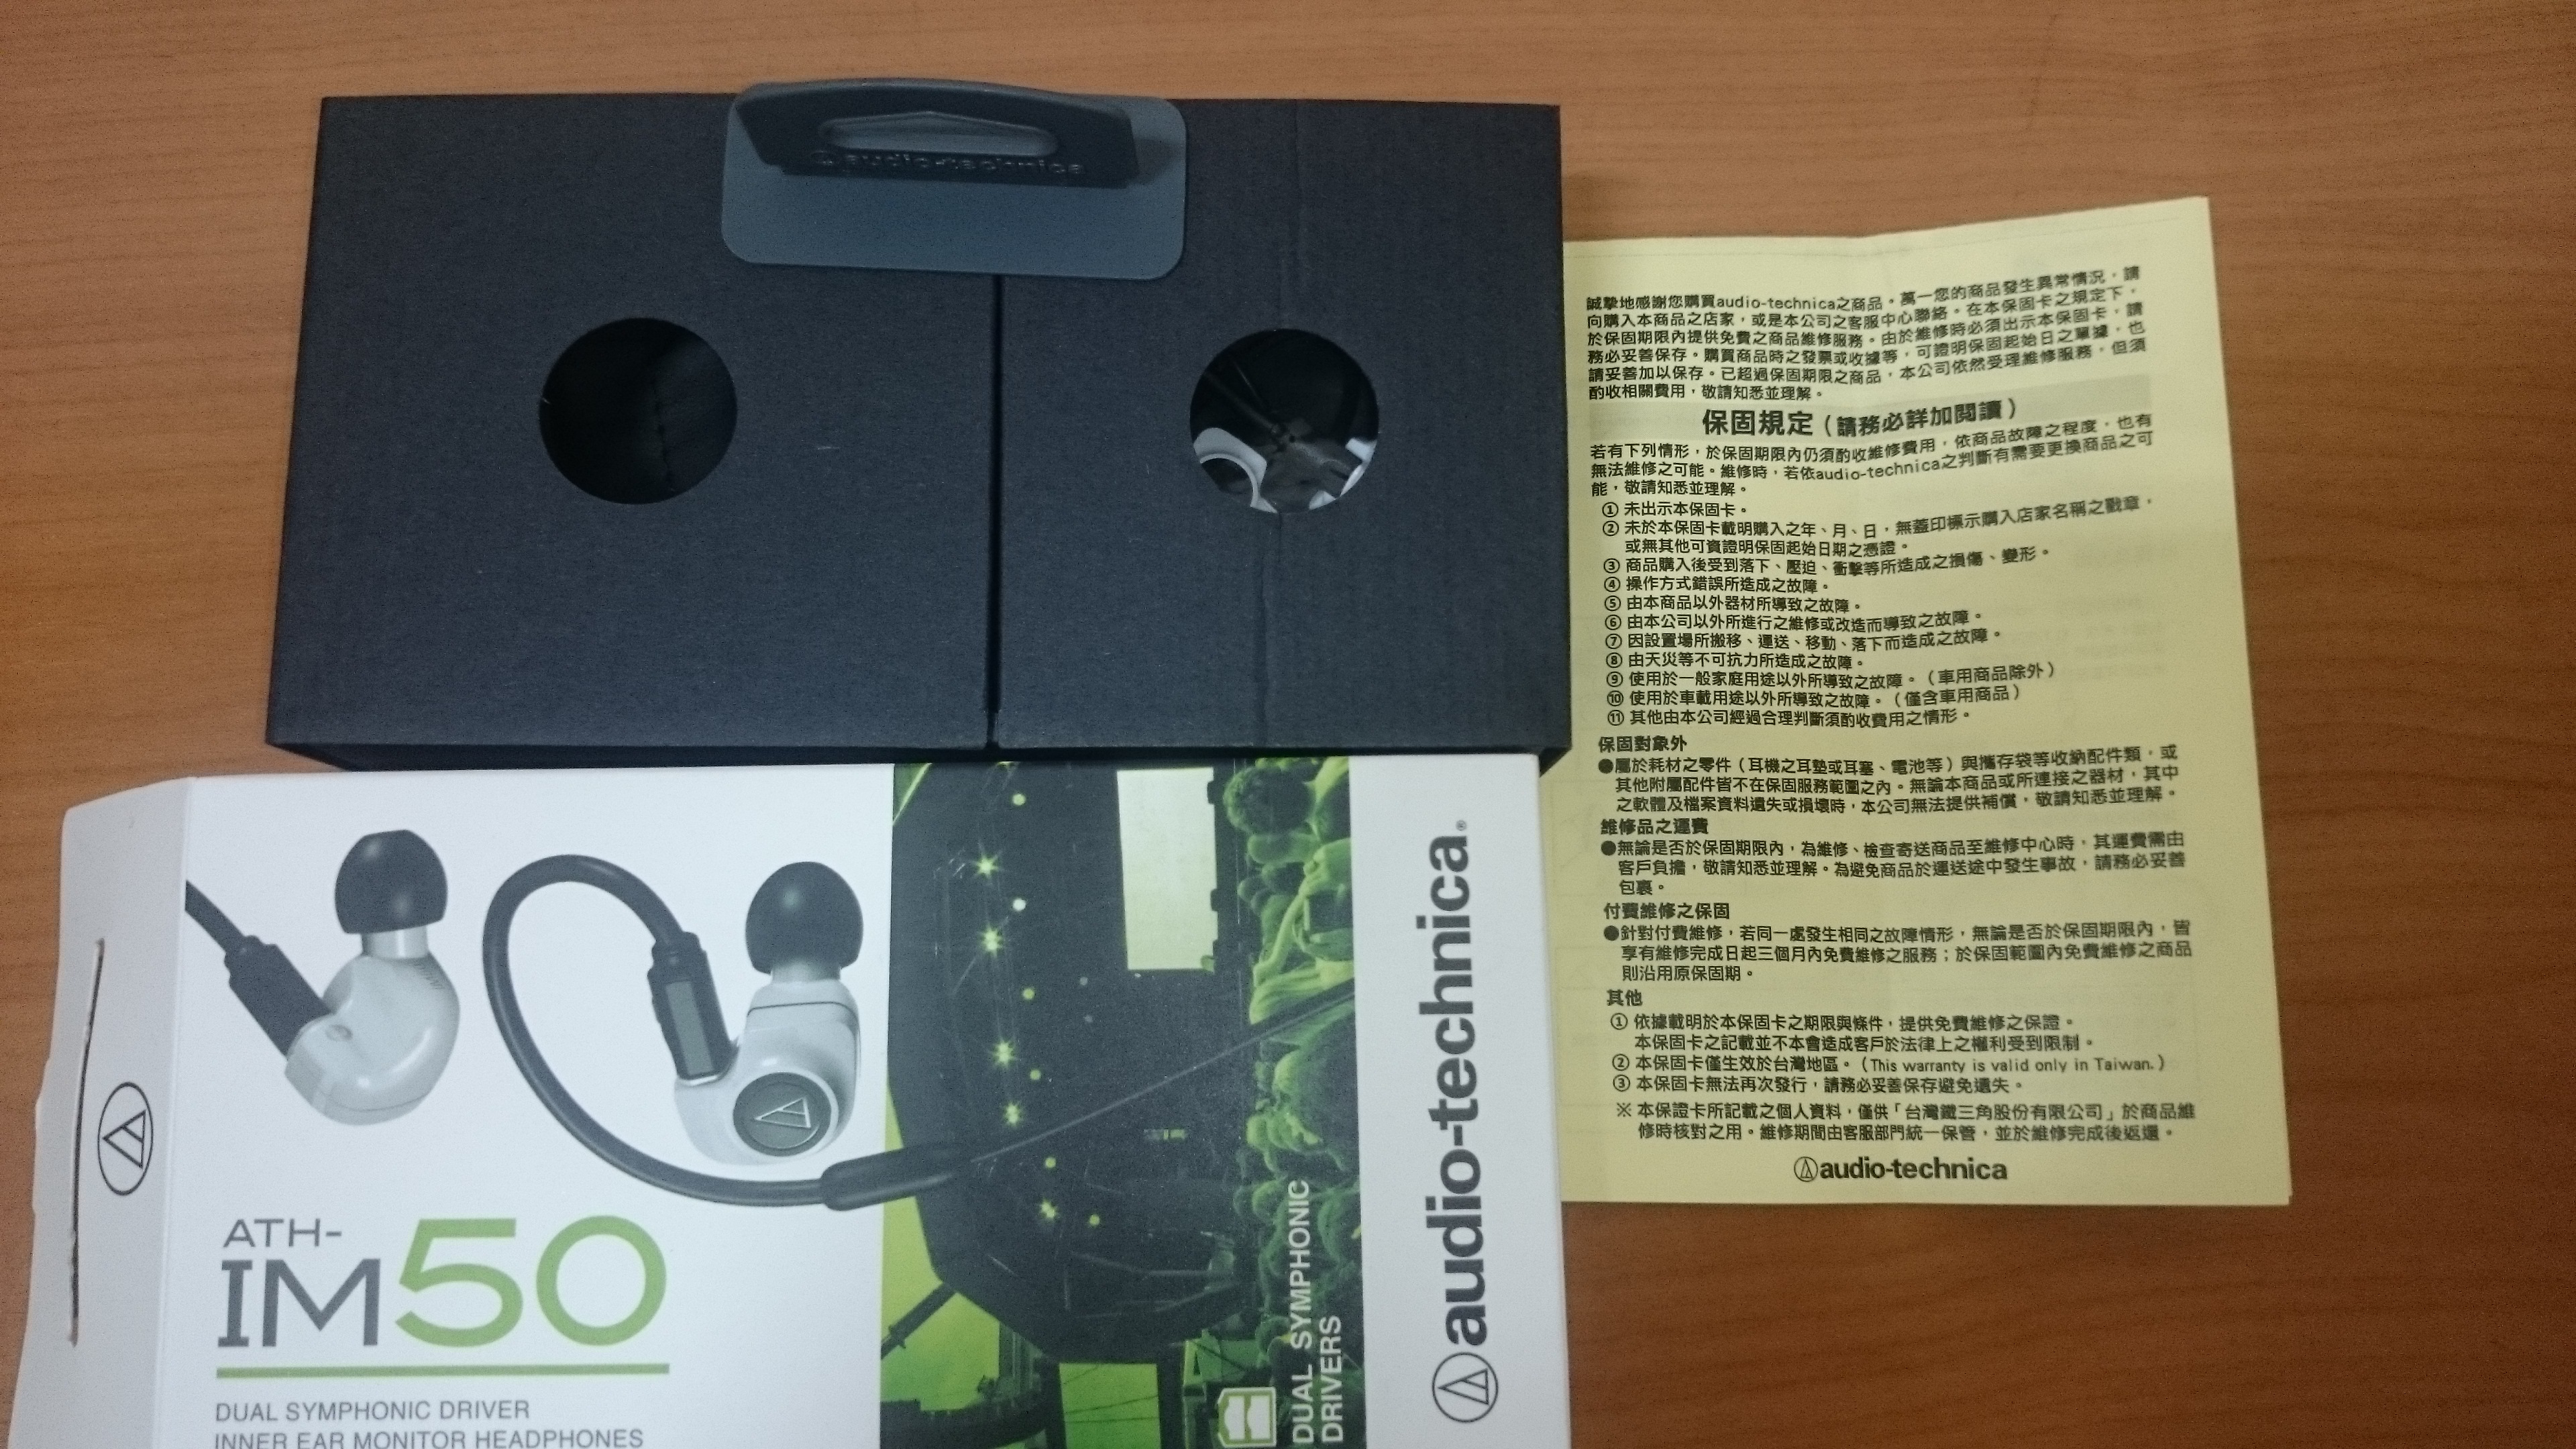 audio-technica
誠摯地感謝您購買audio-technica之商品。萬一您的商品發生異常情況，請
向購入本商品之店家，或是本公司之客服中心聯絡。在本保固卡之規定下，
於保固期限內提供免費之商品維修服務。由於維修時必須出示本保固卡，請
務必妥善保存。購買商品時之發票或收據等，可證明保固起始日之單據，也
請妥善加以保存。已超過保固期限之商品，本公司依然受理維修服務，但須
酌收相關費用，敬請知悉並理解。
保固規定（請務必詳加閱讀）
若有下列情形，於保固期限內仍須酌收維修費用，依商品故障之程度，也有
無法維修之可能。維修時，若依audio-technica之判斷有需要更換商品之可
能，敬請知悉並理解。
① 未出示本保固卡。
② 未於本保固卡載明購入之年、月、日，無蓋印標示購入店家名稱之戳章，
或無其他可資證明保固起始日期之憑證。
③ 商品購入後受到落下、壓迫、衝擊等所造成之損傷、變形。
④ 操作方式錯誤所造成之故障。
⑤ 由本商品以外器材所導致之故障。
⑥ 由本公司以外所進行之維修或改造而導致之故障。
⑦ 因設置場所搬移、運送、移動、落下而造成之故障。
⑧ 由天災等不可抗力所造成之故障。
⑨ 使用於一般家庭用途以外所導致之故障。（車用商品除外）
⑩ 使用於車載用途以外所導致之故障。（僅含車用商品）
⑪ 其他由本公司經過合理判斷須酌收費用之情形。
保固對象外
●屬於耗材之零件（耳機之耳墊或耳塞、電池等）與攜存袋等收納配件類，或
其他附屬配件皆不在保固服務範圍之內。無論本商品或所連接之器材，其中
之軟體及檔案資料遺失或損壞時，本公司無法提供補償，敬請知悉並理解。
維修品之運費
●無論是否於保固期限內，為維修、檢查寄送商品至維修中心時，其運費需由
客戶負擔，敬請知悉並理解。為避免商品於運送途中發生事故，請務必妥善
包裹。
付費維修之保固
●針對付費維修，若同一處發生相同之故障情形，無論是否於保固期限內，皆
享有維修完成日起三個月內免費維修之服務；於保固範圍內免費維修之商品
則沿用原保固期。
其他
① 依據載明於本保固卡之期限與條件，提供免費維修之保證。
本保固卡之記載並不本會造成客戶於法律上之權利受到限制。
② 本保固卡僅生效於台灣地區。（This warranty is valid only in Taiwan.）
③ 本保固卡無法再次發行，請務必妥善保存避免遺失。
※ 本保證卡所記載之個人資料，僅供「台灣鐵三角股份有限公司」於商品維
修時核對之用。維修期間由客服部門統一保管，並於維修完成後返還。
audio-technica
ATH-
IM50
DUAL SYMPHONIC DRIVER
INNER EAR MONITOR HEADPHONES
DUAL SYMPHONIC
DRIVERS
audio-technica®